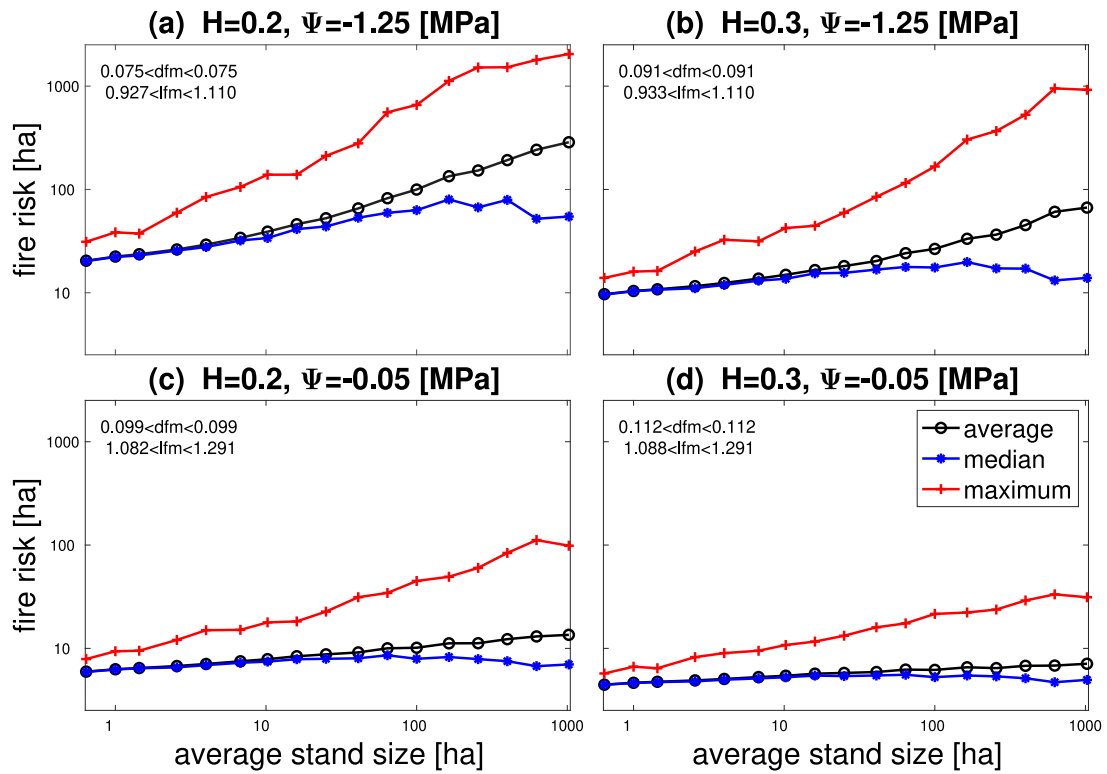 (a) H=0.2, Ψ=-1.25 [MPa]
0.075<dfm<0.075
0.927<lfm<1.110
1000
100
10
fire risk [ha]
(b) H=0.3, Ψ=-1.25 [MPa]
0.091<dfm<0.091
0.933<lfm<1.110
(c) H=0.2, Ψ=-0.05 [MPa]
0.099<dfm<0.099
1.082<lfm<1.291
1000
100
10
fire risk [ha]
1 10 100 1000
average stand size [ha]
(d) H=0.3, Ψ=-0.05 [MPa]
0.112<dfm<0.112
1.088<lfm<1.291
average
median
maximum
1 10 100 1000
average stand size [ha]